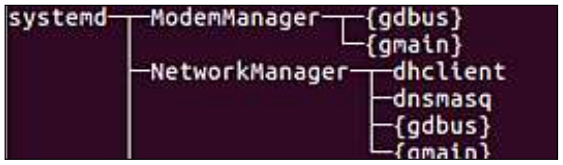 systemd─┬─ModemManager─┬─{gdbus}
        │              └─{gmain}
        ├─NetworkManager─┬─dhclient
        │                ├─dnsmasq
        │                ├─{gdbus}
        │                ├─{gmain}